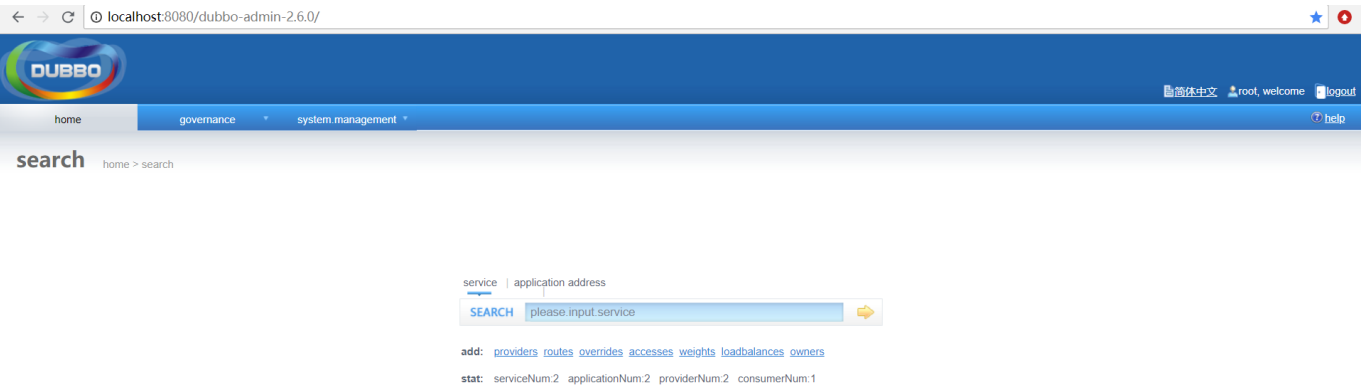 localhost:8080/dubbo-admin-2.6.0/
DUBBO
简体中文 root, welcome logout
home governance system.management help
search home > search
service | application address
SEARCH please.input.service
add: providers routes overrides accesses weights loadbalances owners
stat: serviceNum:2 applicationNum:2 providerNum:2 consumerNum:1